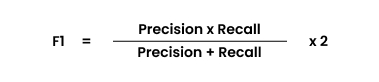 Precision x Recall
F1 = x 2
Precision + Recall